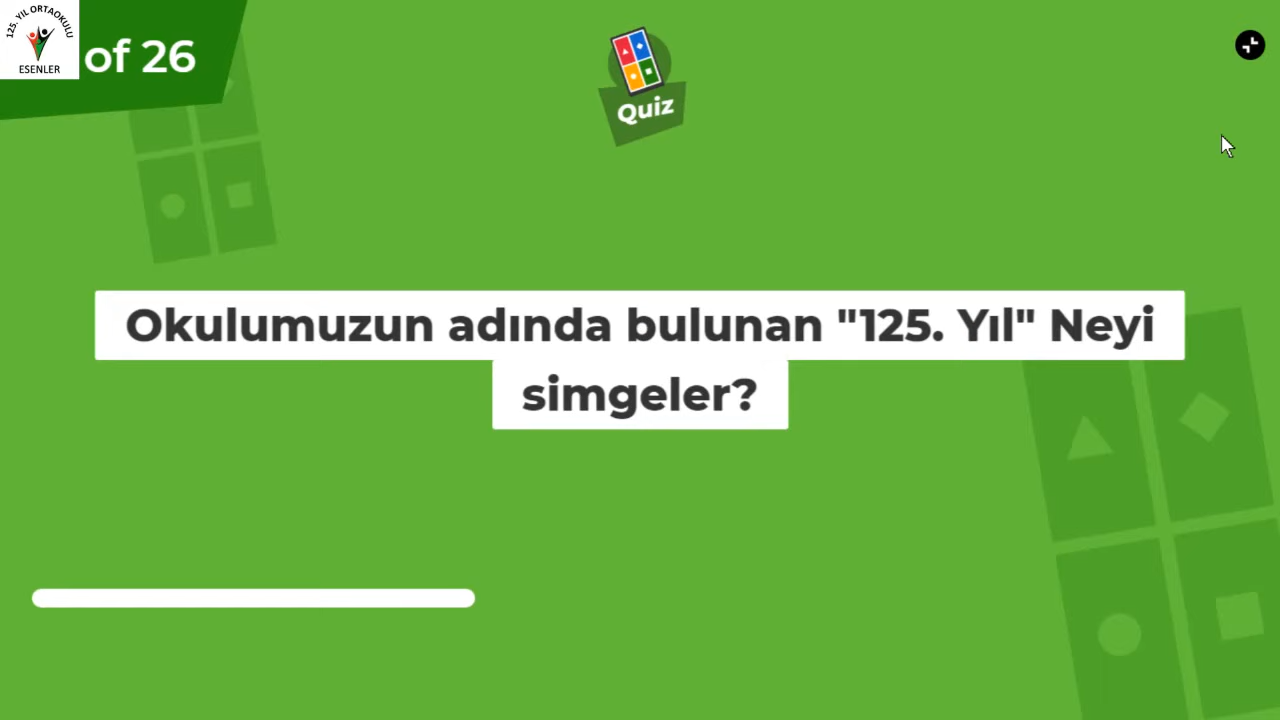 125. YIL ORTAOKULU
ESENLER
of 26
Quiz
Okulumuzun adında bulunan "125. Yıl" Neyi
simgeler?